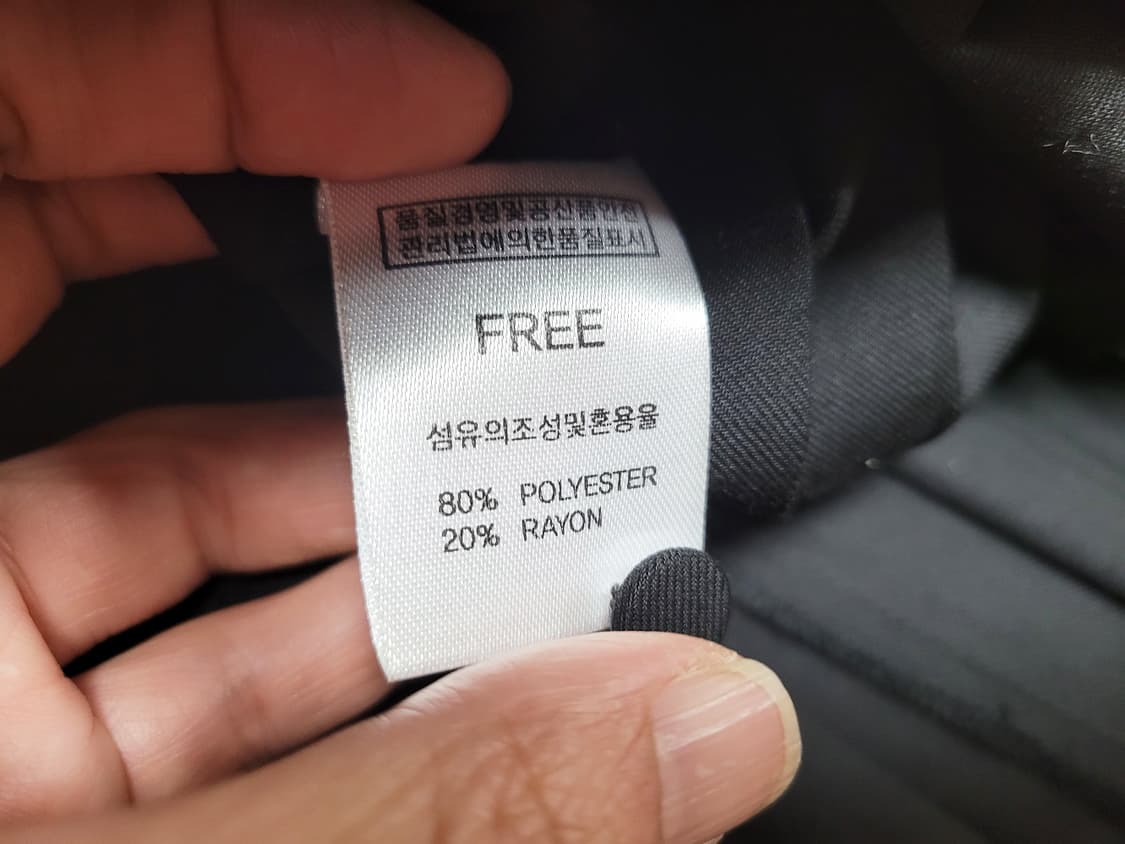 품질경영및공산품안전
관리법에의한품질표시
FREE
섬유의조성및혼용율
80% POLYESTER
20% RAYON